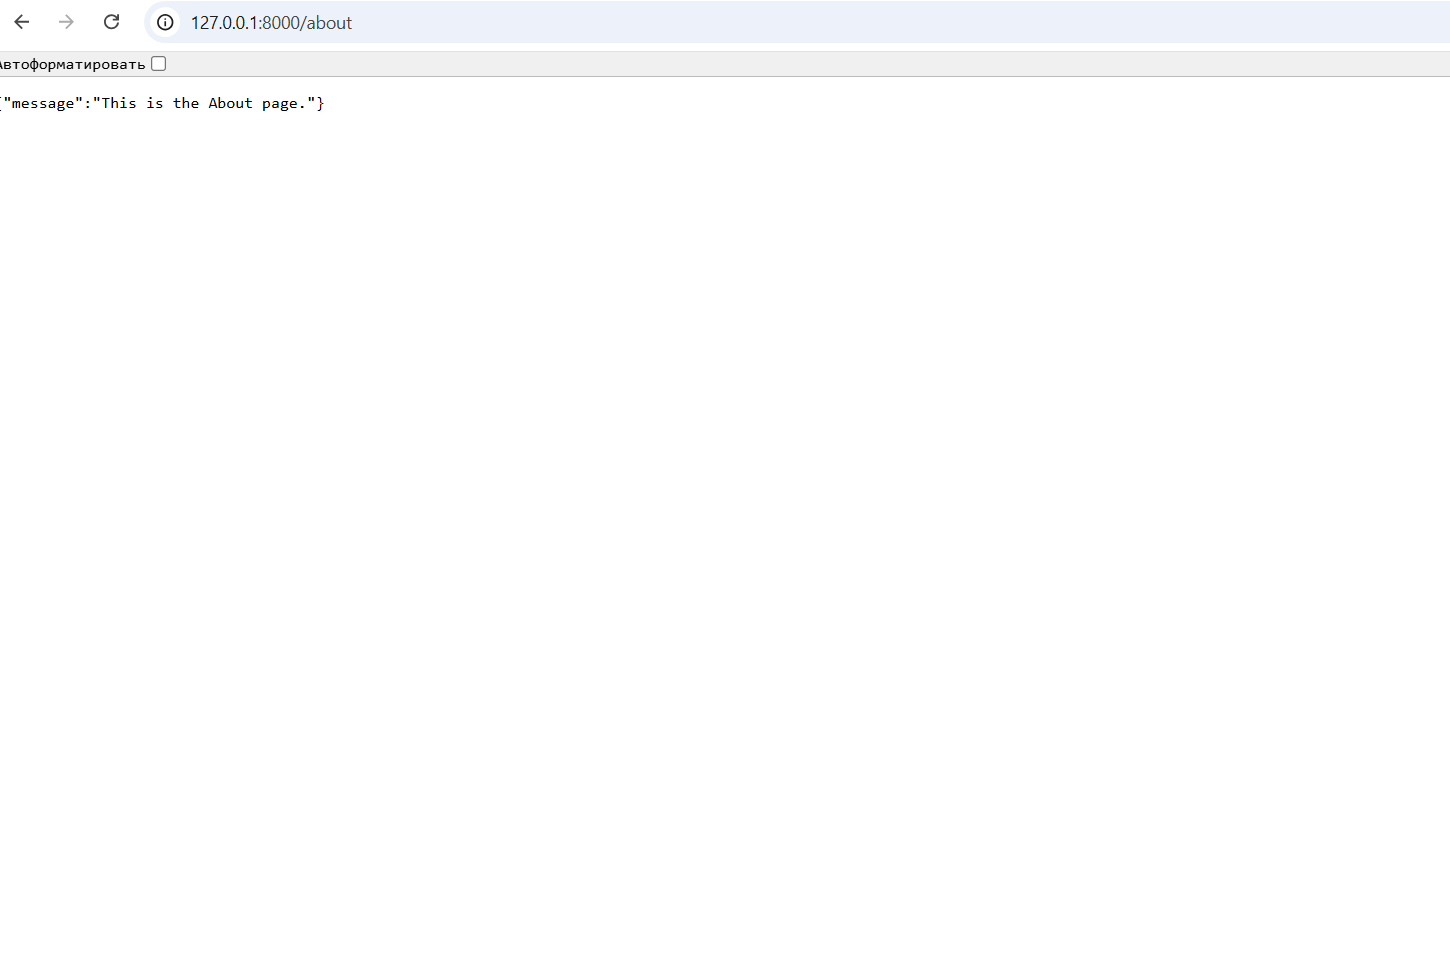 127.0.0.1:8000/about
Автоформатировать
{"message":"This is the About page."}